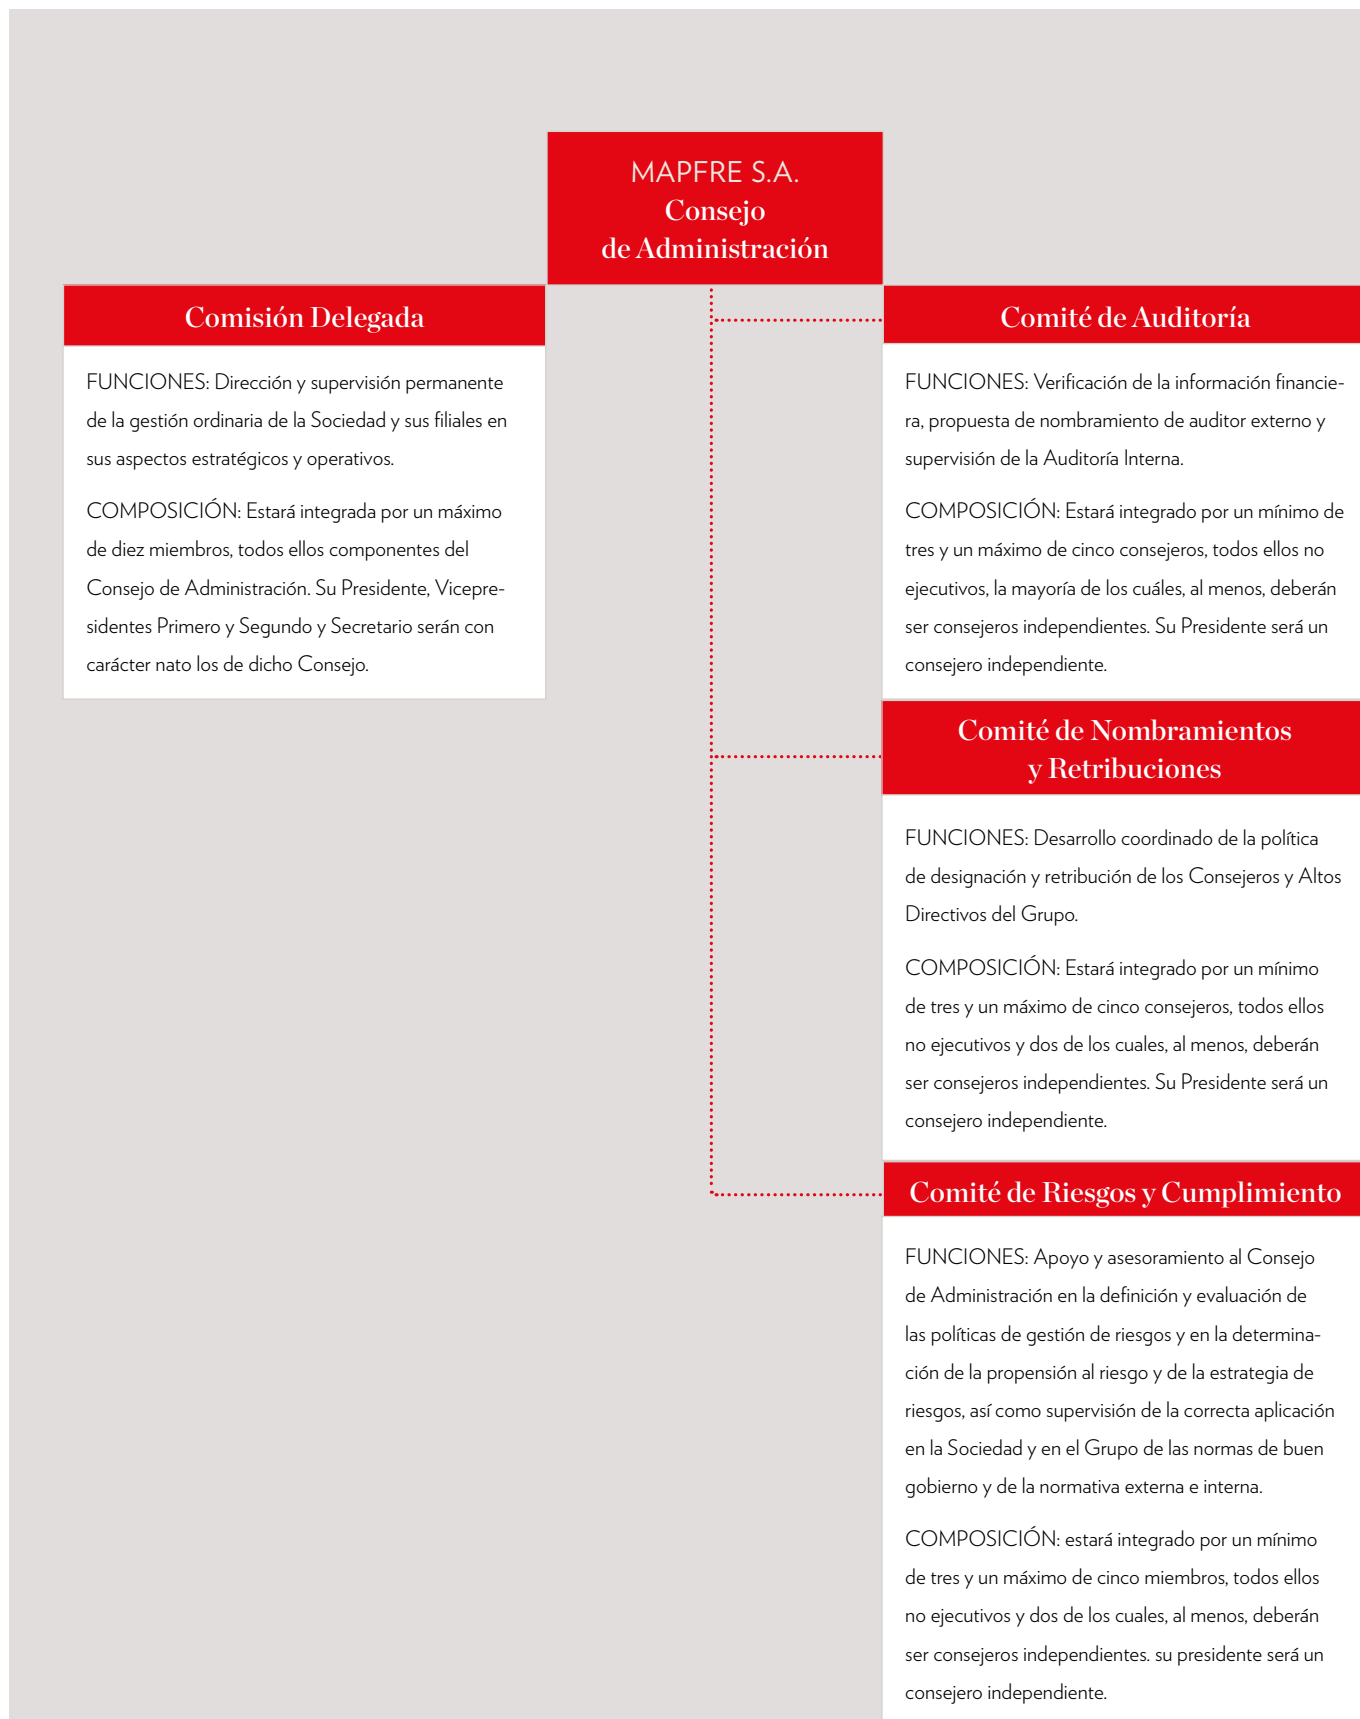 MAPFRE S.A.
Consejo
de Administración
Comisión Delegada
FUNCIONES: Dirección y supervisión permanente
de la gestión ordinaria de la Sociedad y sus filiales en
sus aspectos estratégicos y operativos.
COMPOSICIÓN: Estará integrada por un máximo
de diez miembros, todos ellos componentes del
Consejo de Administración. Su Presidente, Vicepre-
sidentes Primero y Segundo y Secretario serán con
carácter nato los de dicho Consejo.
Comité de Auditoría
FUNCIONES: Verificación de la información financie-
ra, propuesta de nombramiento de auditor externo y
supervisión de la Auditoría Interna.
COMPOSICIÓN: Estará integrado por un mínimo de
tres y un máximo de cinco consejeros, todos ellos no
ejecutivos, la mayoría de los cuáles, al menos, deberán
ser consejeros independientes. Su Presidente será un
consejero independiente.
Comité de Nombramientos
y Retribuciones
FUNCIONES: Desarrollo coordinado de la política
de designación y retribución de los Consejeros y Altos
Directivos del Grupo.
COMPOSICIÓN: Estará integrado por un mínimo
de tres y un máximo de cinco consejeros, todos ellos
no ejecutivos y dos de los cuales, al menos, deberán
ser consejeros independientes. Su Presidente será un
consejero independiente.
Comité de Riesgos y Cumplimiento
FUNCIONES: Apoyo y asesoramiento al Consejo
de Administración en la definición y evaluación de
las políticas de gestión de riesgos y en la determina-
ción de la propensión al riesgo y de la estrategia de
riesgos, así como supervisión de la correcta aplicación
en la Sociedad y en el Grupo de las normas de buen
gobierno y de la normativa externa e interna.
COMPOSICIÓN: estará integrado por un mínimo
de tres y un máximo de cinco miembros, todos ellos
no ejecutivos y dos de los cuales, al menos, deberán
ser consejeros independientes. su presidente será un
consejero independiente.